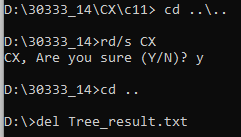 D:\30333_14\CX\c11> cd ..\..
D:\30333_14>rd/s CX
CX, Are you sure (Y/N)? y
D:\30333_14>cd ..
D:\>del Tree_result.txt